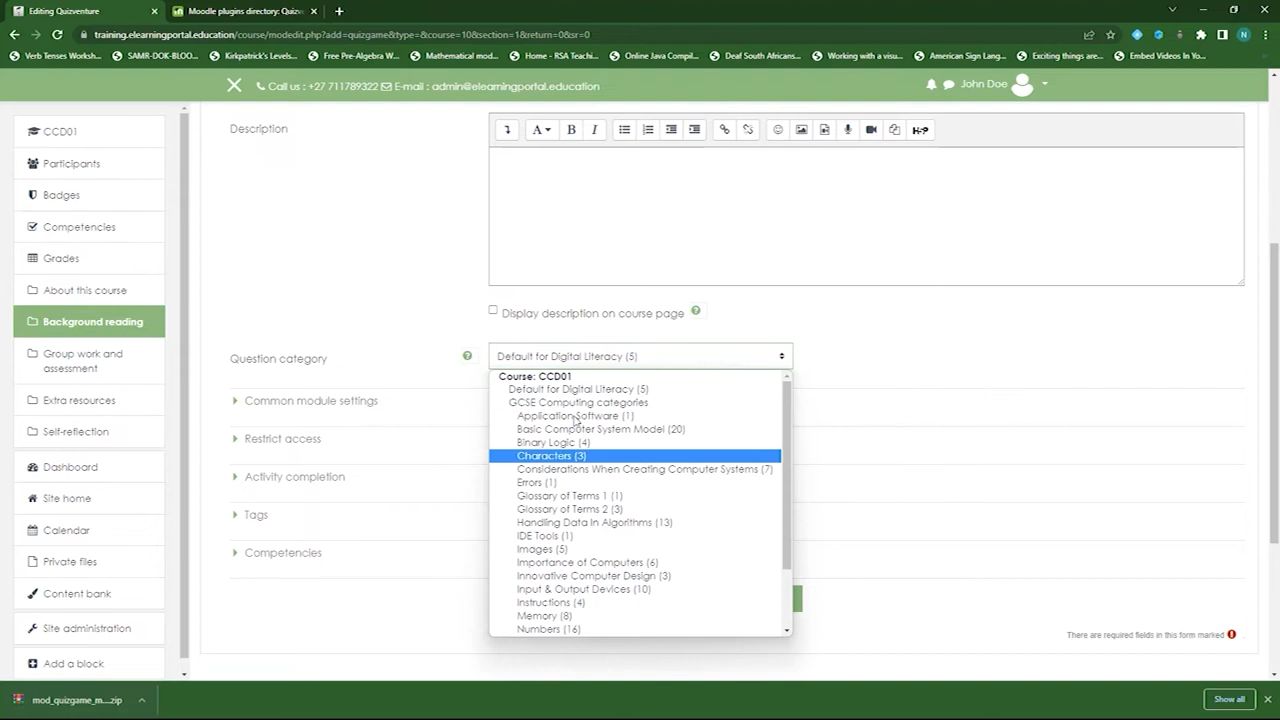 Editing Quizventure
Moodle plugins directory: Quizve
training.elearningportal.education/course/modedit.php?add=quizgame&type=&course=10&section=1&return=0&sr=0
Verb Tenses Worksh...
SAMR-DOK-BLOO...
Kirkpatrick's Levels...
Free Pre-Algebra W...
Mathematical mod...
Home - RSA Teachi...
Online Java Compil...
Deaf South Africans...
Working with a visu...
American Sign Lang...
Exciting things are...
Embed Videos In Yo...
Call us : +27 711789322
E-mail : admin@elearningportal.education
John Doe
CCD01
Participants
Badges
Competencies
Grades
About this course
Background reading
Group work and
assessment
Extra resources
Self-reflection
Dashboard
Site home
Calendar
Private files
Content bank
Site administration
Add a block
Description
A
B
I
H-P
Display description on course page
Question category
Default for Digital Literacy (5)
Course: CCD01
Default for Digital Literacy (5)
GCSE Computing categories
Application Software (1)
Basic Computer System Model (20)
Binary Logic (4)
Characters (3)
Considerations When Creating Computer Systems (7)
Errors (1)
Glossary of Terms 1 (1)
Glossary of Terms 2 (3)
Handling Data In Algorithms (13)
IDE Tools (1)
Images (5)
Importance of Computers (6)
Innovative Computer Design (3)
Input & Output Devices (10)
Instructions (4)
Memory (8)
Numbers (16)
Common module settings
Restrict access
Activity completion
Tags
Competencies
There are required fields in this form marked
mod_quizgame_m....zip
Show all
N